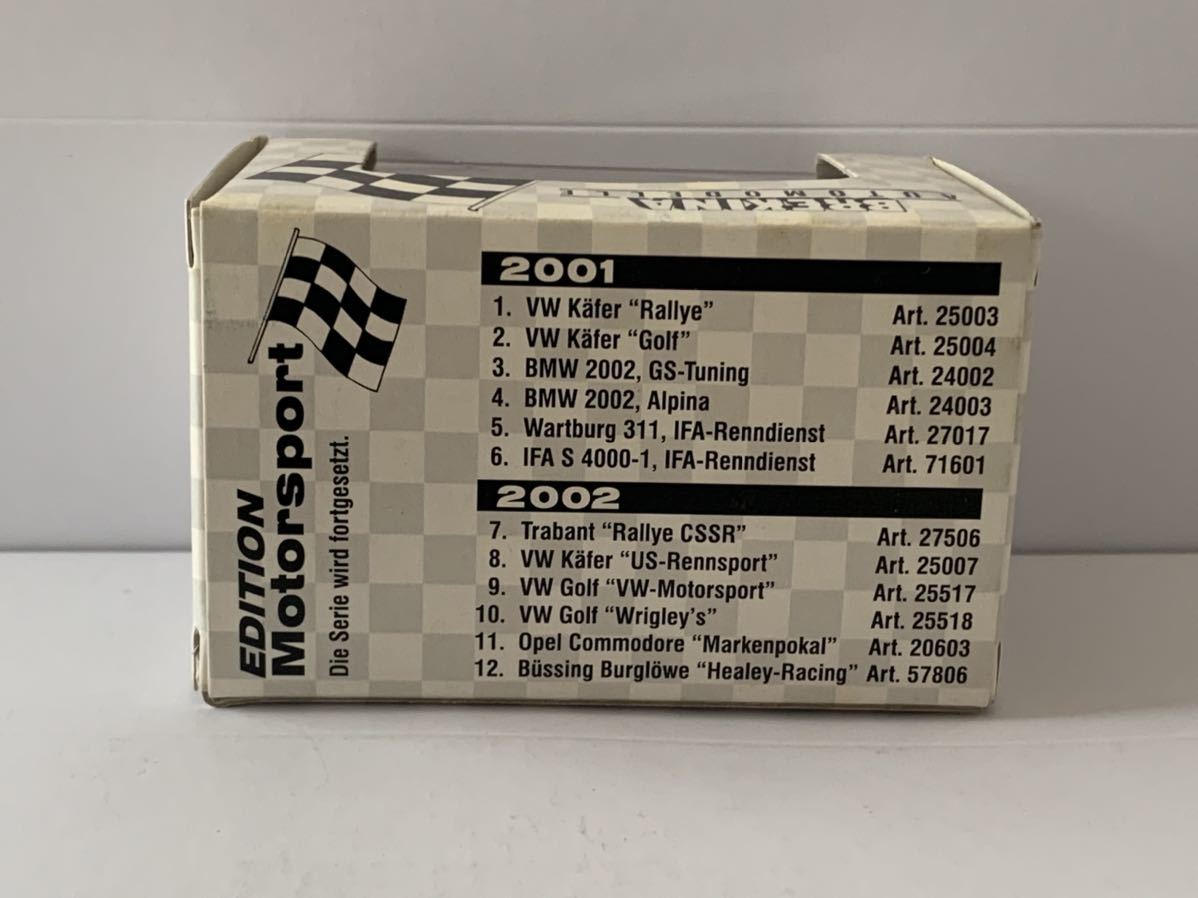 BREKINA
AUTOMODELLE
EDITION
Motorsport
Die Serie wird fortgesetzt.
2001
1. VW Käfer “Rallye” Art. 25003
2. VW Käfer “Golf” Art. 25004
3. BMW 2002, GS-Tuning Art. 24002
4. BMW 2002, Alpina Art. 24003
5. Wartburg 311, IFA-Renndienst Art. 27017
6. IFA S 4000-1, IFA-Renndienst Art. 71601
2002
7. Trabant “Rallye CSSR” Art. 27506
8. VW Käfer “US-Rennsport” Art. 25007
9. VW Golf “VW-Motorsport” Art. 25517
10. VW Golf “Wrigley's” Art. 25518
11. Opel Commodore “Markenpokal” Art. 20603
12. Büssing Burglöwe “Healey-Racing” Art. 57806